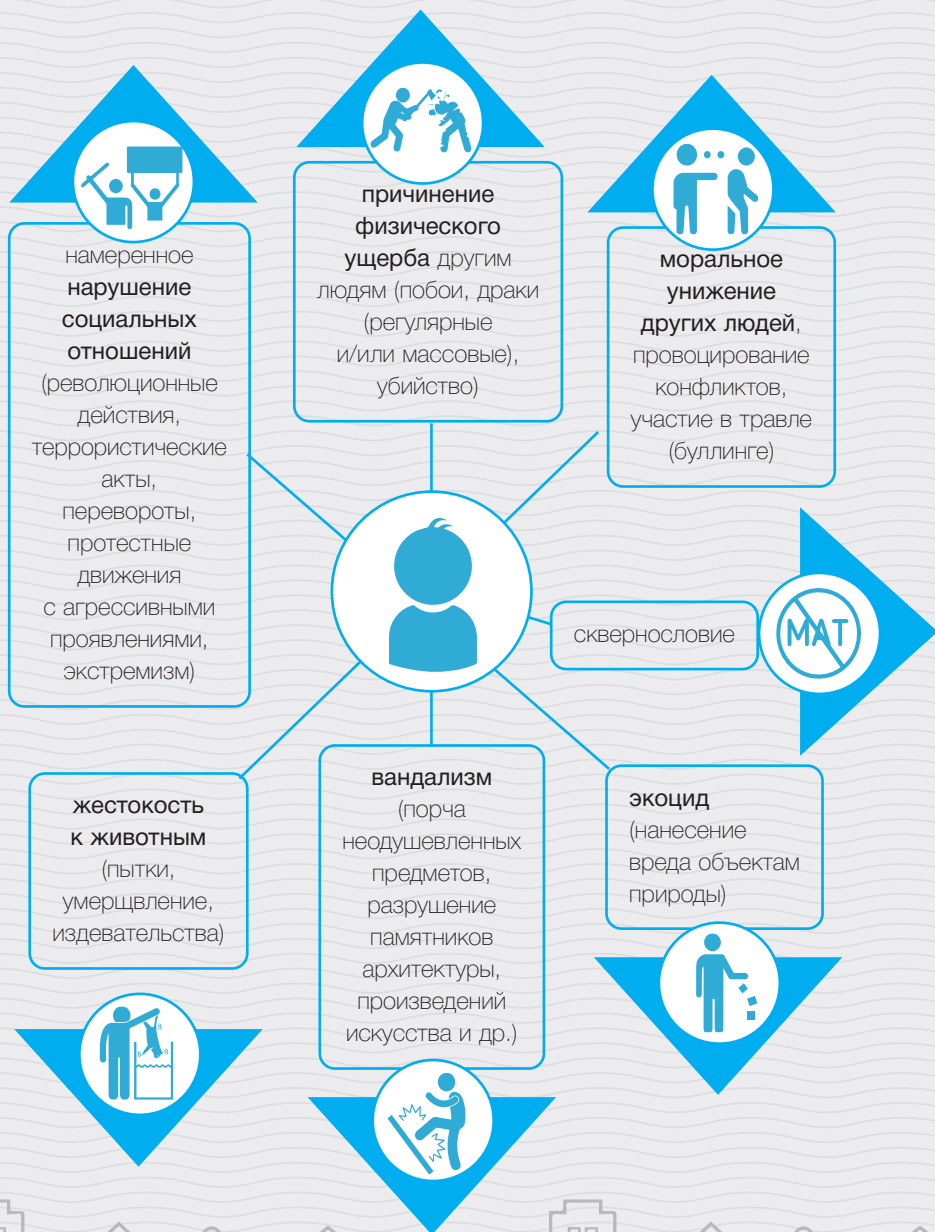 намеренное
нарушение
социальных
отношений
(революционные
действия,
террористические
акты,
перевороты,
протестные
движения
с агрессивными
проявлениями,
экстремизм)
причинение
физического
ущерба другим
людям (побои, драки
(регулярные
и/или массовые),
убийство)
моральное
унижение
других людей,
провоцирование
конфликтов,
участие в травле
(буллинге)
сквернословие
МАТ
жестокость
к животным
(пытки,
умерщвление,
издевательства)
вандализм
(порча
неодушевленных
предметов,
разрушение
памятников
архитектуры,
произведений
искусства и др.)
экоцид
(нанесение
вреда объектам
природы)